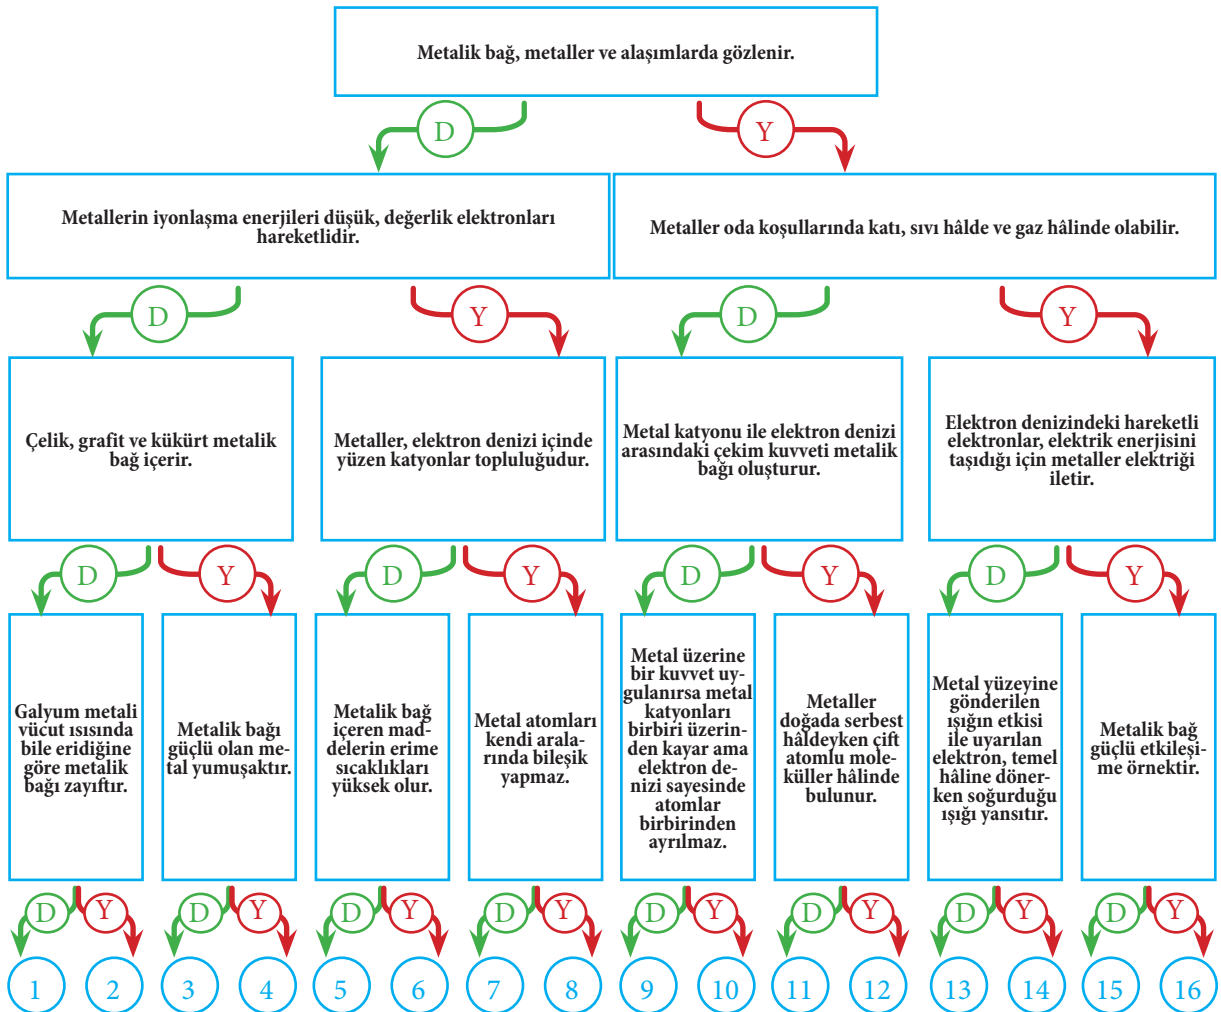 Metalik bağ, metaller ve alaşımlarda gözlenir.
D
Y
Metallerin iyonlaşma enerjileri düşük, değerlik elektronları
hareketlidir.
Metaller oda koşullarında katı, sıvı hâlde ve gaz hâlinde olabilir.
D
Y
D
Y
Çelik, grafit ve kükürt metalik
bağ içerir.
Metaller, elektron denizi içinde
yüzen katyonlar topluluğudur.
Metal katyonu ile elektron denizi
arasındaki çekim kuvveti metalik
bağı oluşturur.
Elektron denizindeki hareketli
elektronlar, elektrik enerjisini
taşıdığı için metaller elektriği
iletir.
D
Y
D
Y
D
Y
D
Y
Galyum metali
vücut ısısında
bile eridiğine
göre metalik
bağı zayıftır.
Metalik bağı
güçlü olan me-
tal yumuşaktır.
Metalik bağ
içeren mad-
delerin erime
sıcaklıkları
yüksek olur.
Metal atomları
kendi arala-
rında bileşik
yapmaz.
Metal üzerine
bir kuvvet uy-
gulanırsa metal
katyonları
birbiri üzerin-
den kayar ama
elektron de-
nizi sayesinde
atomlar
birbirinden
ayrılmaz.
Metaller
doğada serbest
hâldeyken çift
atomlu mole-
küller hâlinde
bulunur.
Metal yüzeyine
gönderilen
ışığın etkisi
ile uyarılan
elektron, temel
hâline döner-
ken soğurduğu
ışığı yansıtır.
Metalik bağ
güçlü etkileşi-
me örnektir.
D
Y
D
Y
D
Y
D
Y
D
Y
D
Y
D
Y
D
Y
1
2
3
4
5
6
7
8
9
10
11
12
13
14
15
16